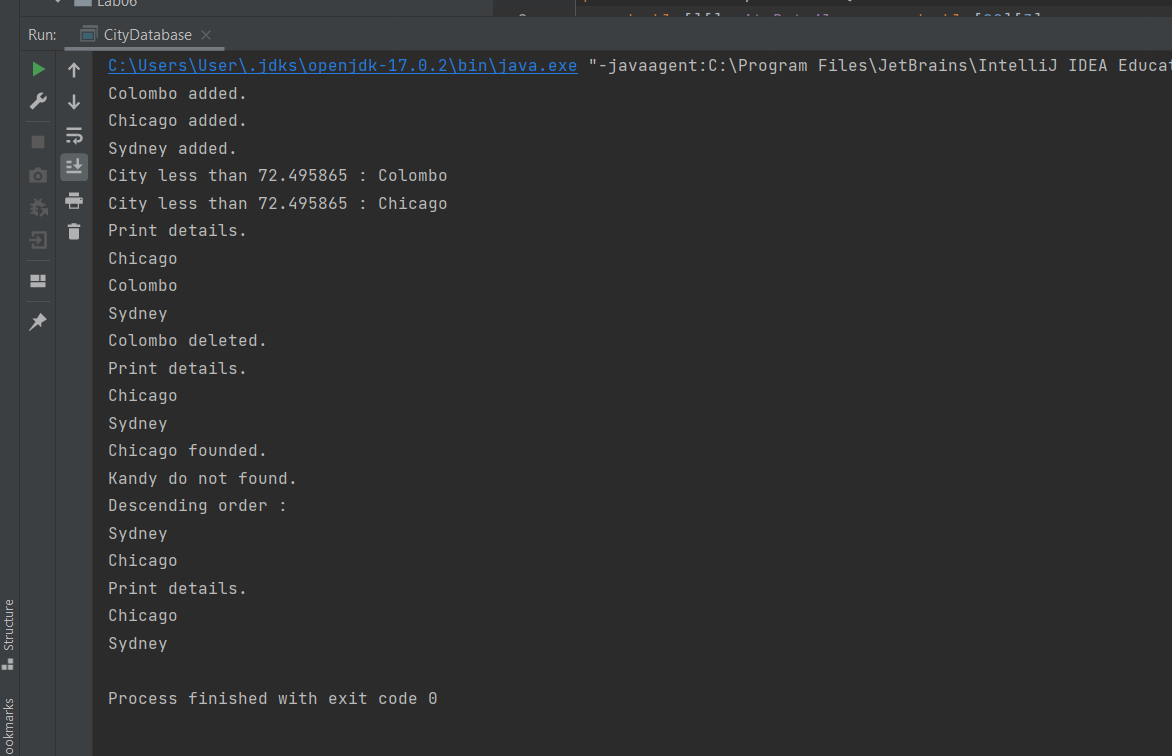 Lab06
Run: CityDatabase
C:\Users\User\.jdks\openjdk-17.0.2\bin\java.exe "-javaagent:C:\Program Files\JetBrains\IntelliJ IDEA Educat
Colombo added.
Chicago added.
Sydney added.
City less than 72.495865 : Colombo
City less than 72.495865 : Chicago
Print details.
Chicago
Colombo
Sydney
Colombo deleted.
Print details.
Chicago
Sydney
Chicago founded.
Kandy do not found.
Descending order :
Sydney
Chicago
Print details.
Chicago
Sydney
Process finished with exit code 0
Structure
ookmarks